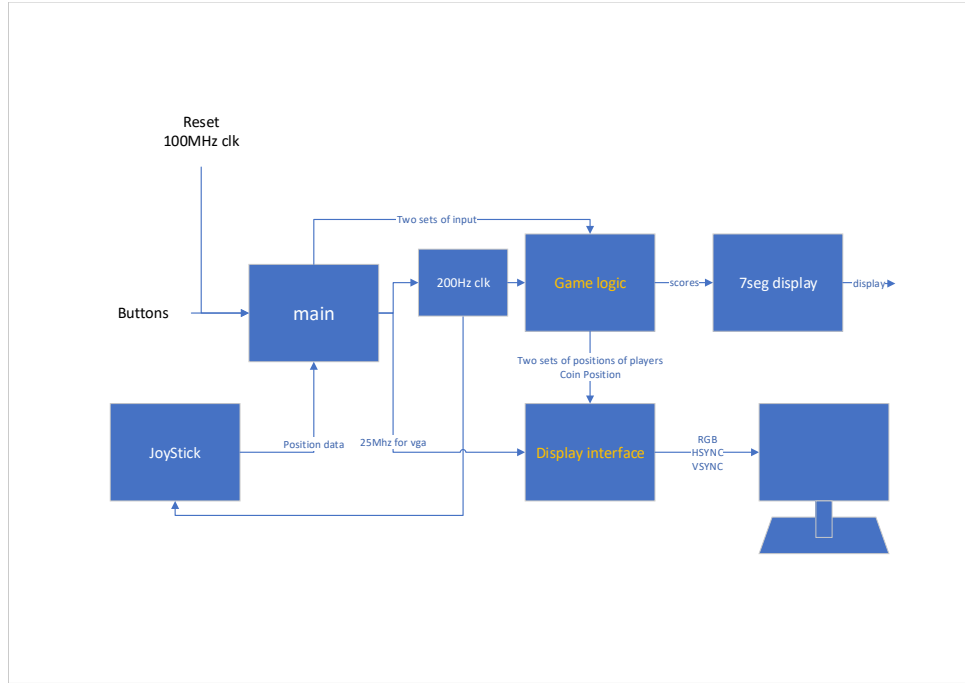 Reset
100MHz clk
Two sets of input
200Hz clk
Game logic
scores
7seg display
display
Buttons
main
Two sets of positions of players
Coin Position
JoyStick
Position data
25Mhz for vga
Display interface
RGB
HSYNC
VSYNC